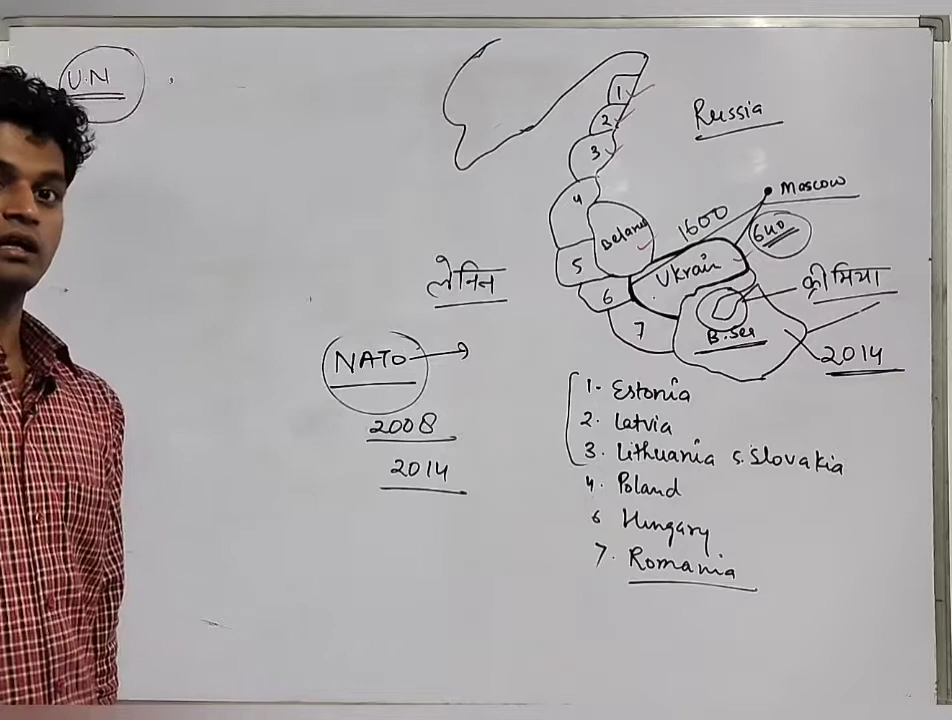 U.N
1
2
3
4
5
6
7
Russia
Moscow
1600
640
Belarus
Ukrain
क्रीमिया
B.Sea
2014
लेनिन
NATO
2008
2014
1. Estonia
2. Latvia
3. Lithuania 5. Slovakia
4. Poland
6 Hungary
7. Romania